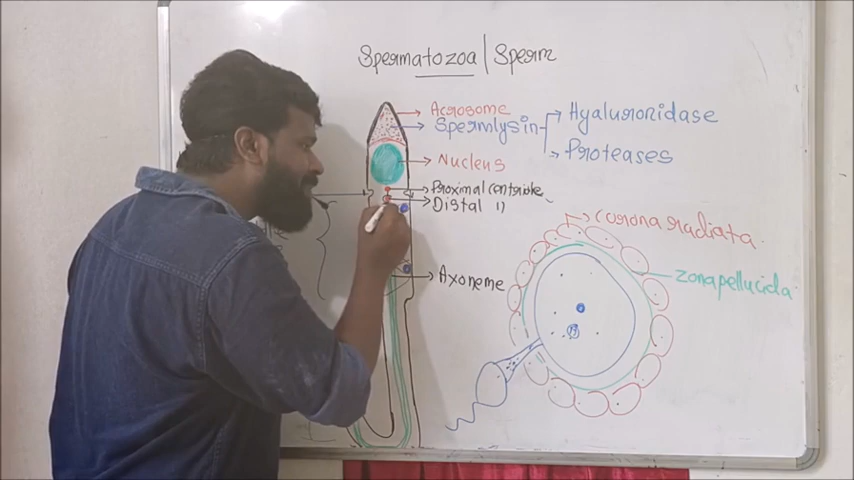 Spermatozoa | Sperm
Acrosome
Spermlysin
Hyaluronidase
Proteases
Nucleus
Proximal centriole
Distal "
Axoneme
Corona radiata
Zonapellucida